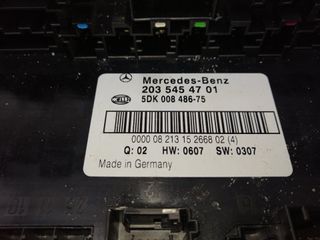 Mercedes-Benz
203 545 47 01
HELLA
5DK 008 486-75
0000 08 213 15 2668 02 (4)
Q: 02 HW: 0607 SW: 0307
Made in Germany